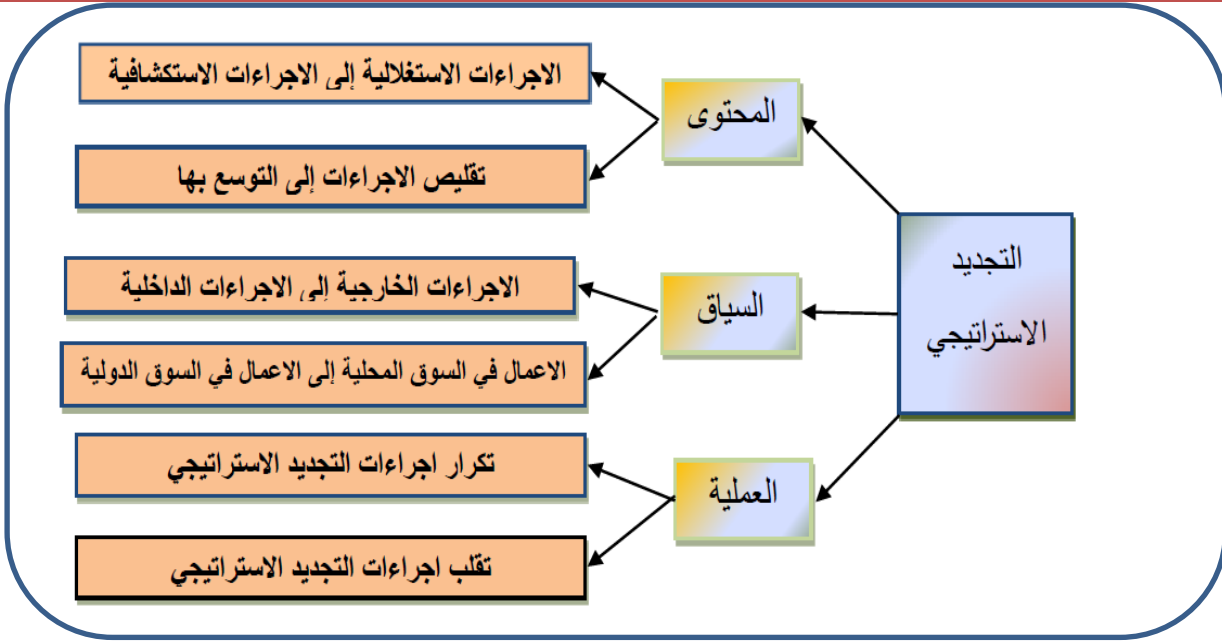 التجديد
الاستراتيجي
المحتوى
الاجراءات الاستغلالية إلى الاجراءات الاستكشافية
تقليص الاجراءات إلى التوسع بها
السياق
الاجراءات الخارجية إلى الاجراءات الداخلية
الاعمال في السوق المحلية إلى الاعمال في السوق الدولية
العملية
تكرار اجراءات التجديد الاستراتيجي
تقلب اجراءات التجديد الاستراتيجي